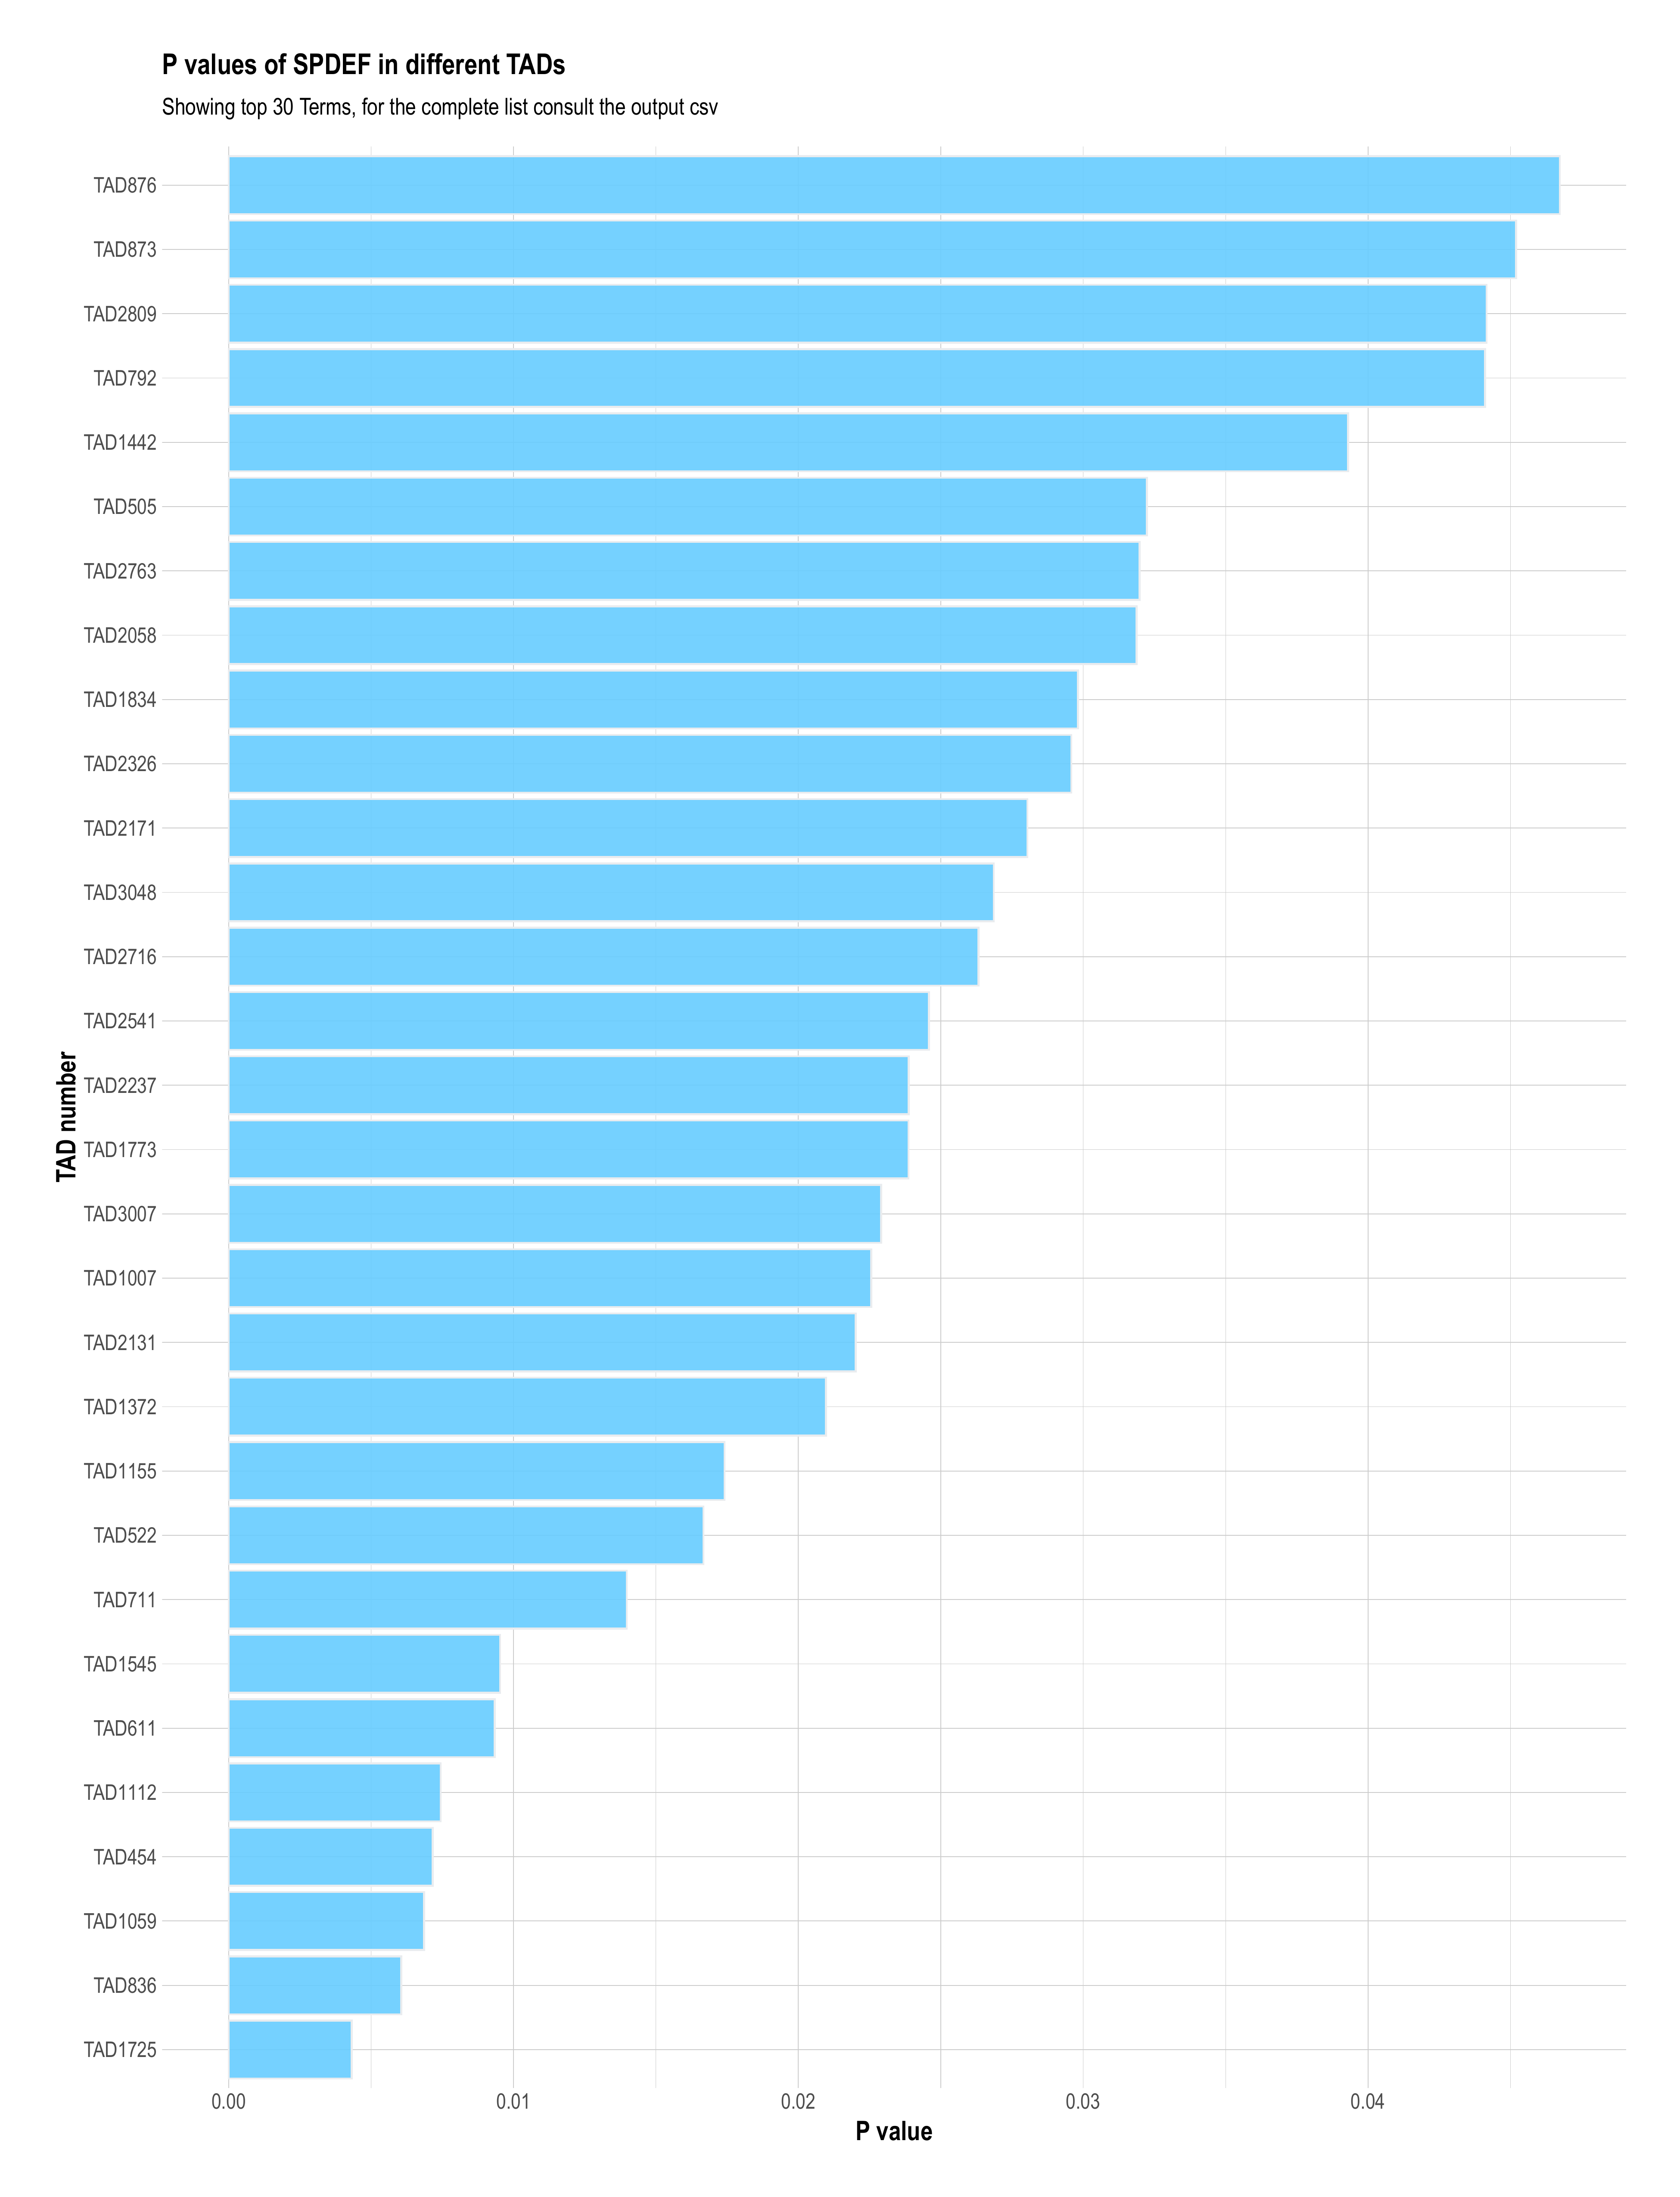 P values of SPDEF in different TADs
Showing top 30 Terms, for the complete list consult the output csv
TAD876
TAD873
TAD2809
TAD792
TAD1442
TAD505
TAD2763
TAD2058
TAD1834
TAD2326
TAD2171
TAD3048
TAD2716
TAD2541
TAD2237
TAD1773
TAD3007
TAD1007
TAD2131
TAD1372
TAD1155
TAD522
TAD711
TAD1545
TAD611
TAD1112
TAD454
TAD1059
TAD836
TAD1725
TAD number
0.00 0.01 0.02 0.03 0.04
P value